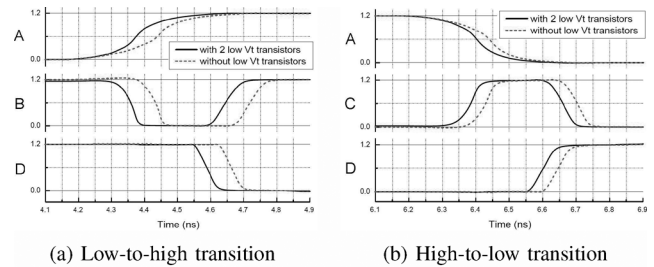 A
1.2
0.0
with 2 low Vt transistors
without low Vt transistors
B
1.2
0.0
D
1.2
0.0
4.1 4.2 4.3 4.4 4.5 4.6 4.7 4.8 4.9
Time (ns)
(a) Low-to-high transition
A
1.2
0.0
with 2 low Vt transistors
without low Vt transistors
C
1.2
0.0
D
1.2
0.0
6.1 6.2 6.3 6.4 6.5 6.6 6.7 6.8 6.9
Time (ns)
(b) High-to-low transition